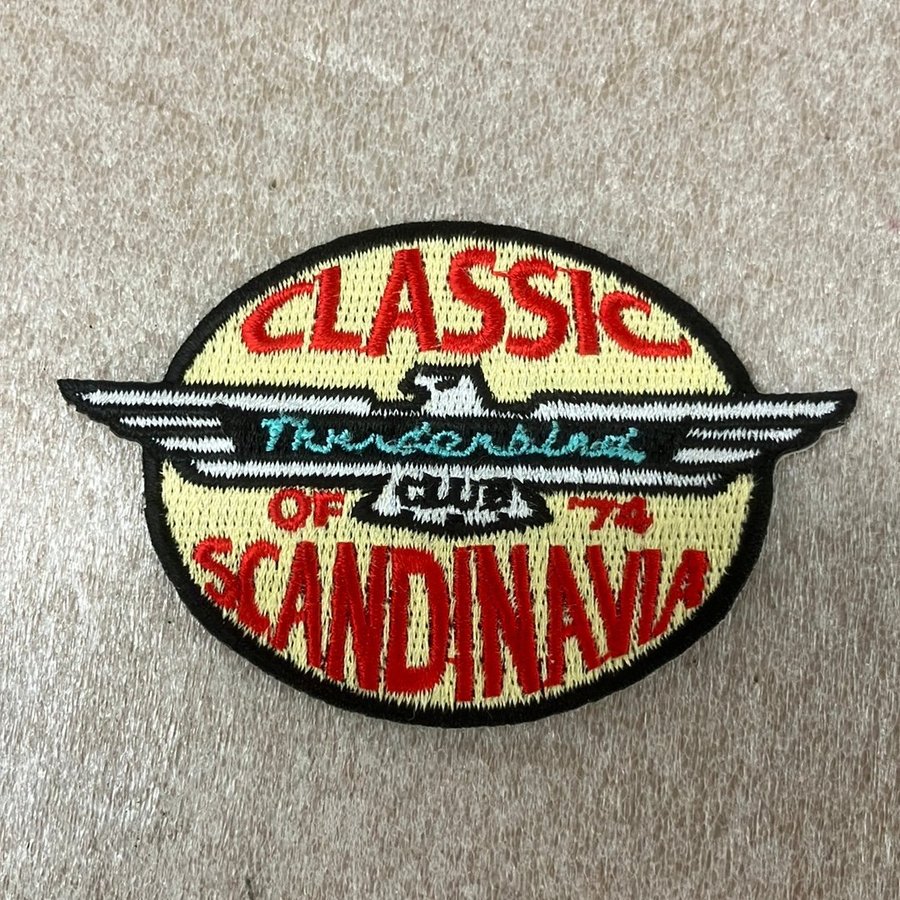 CLASSIC
Thunderbird
CLUB
OF '74
SCANDINAVIA